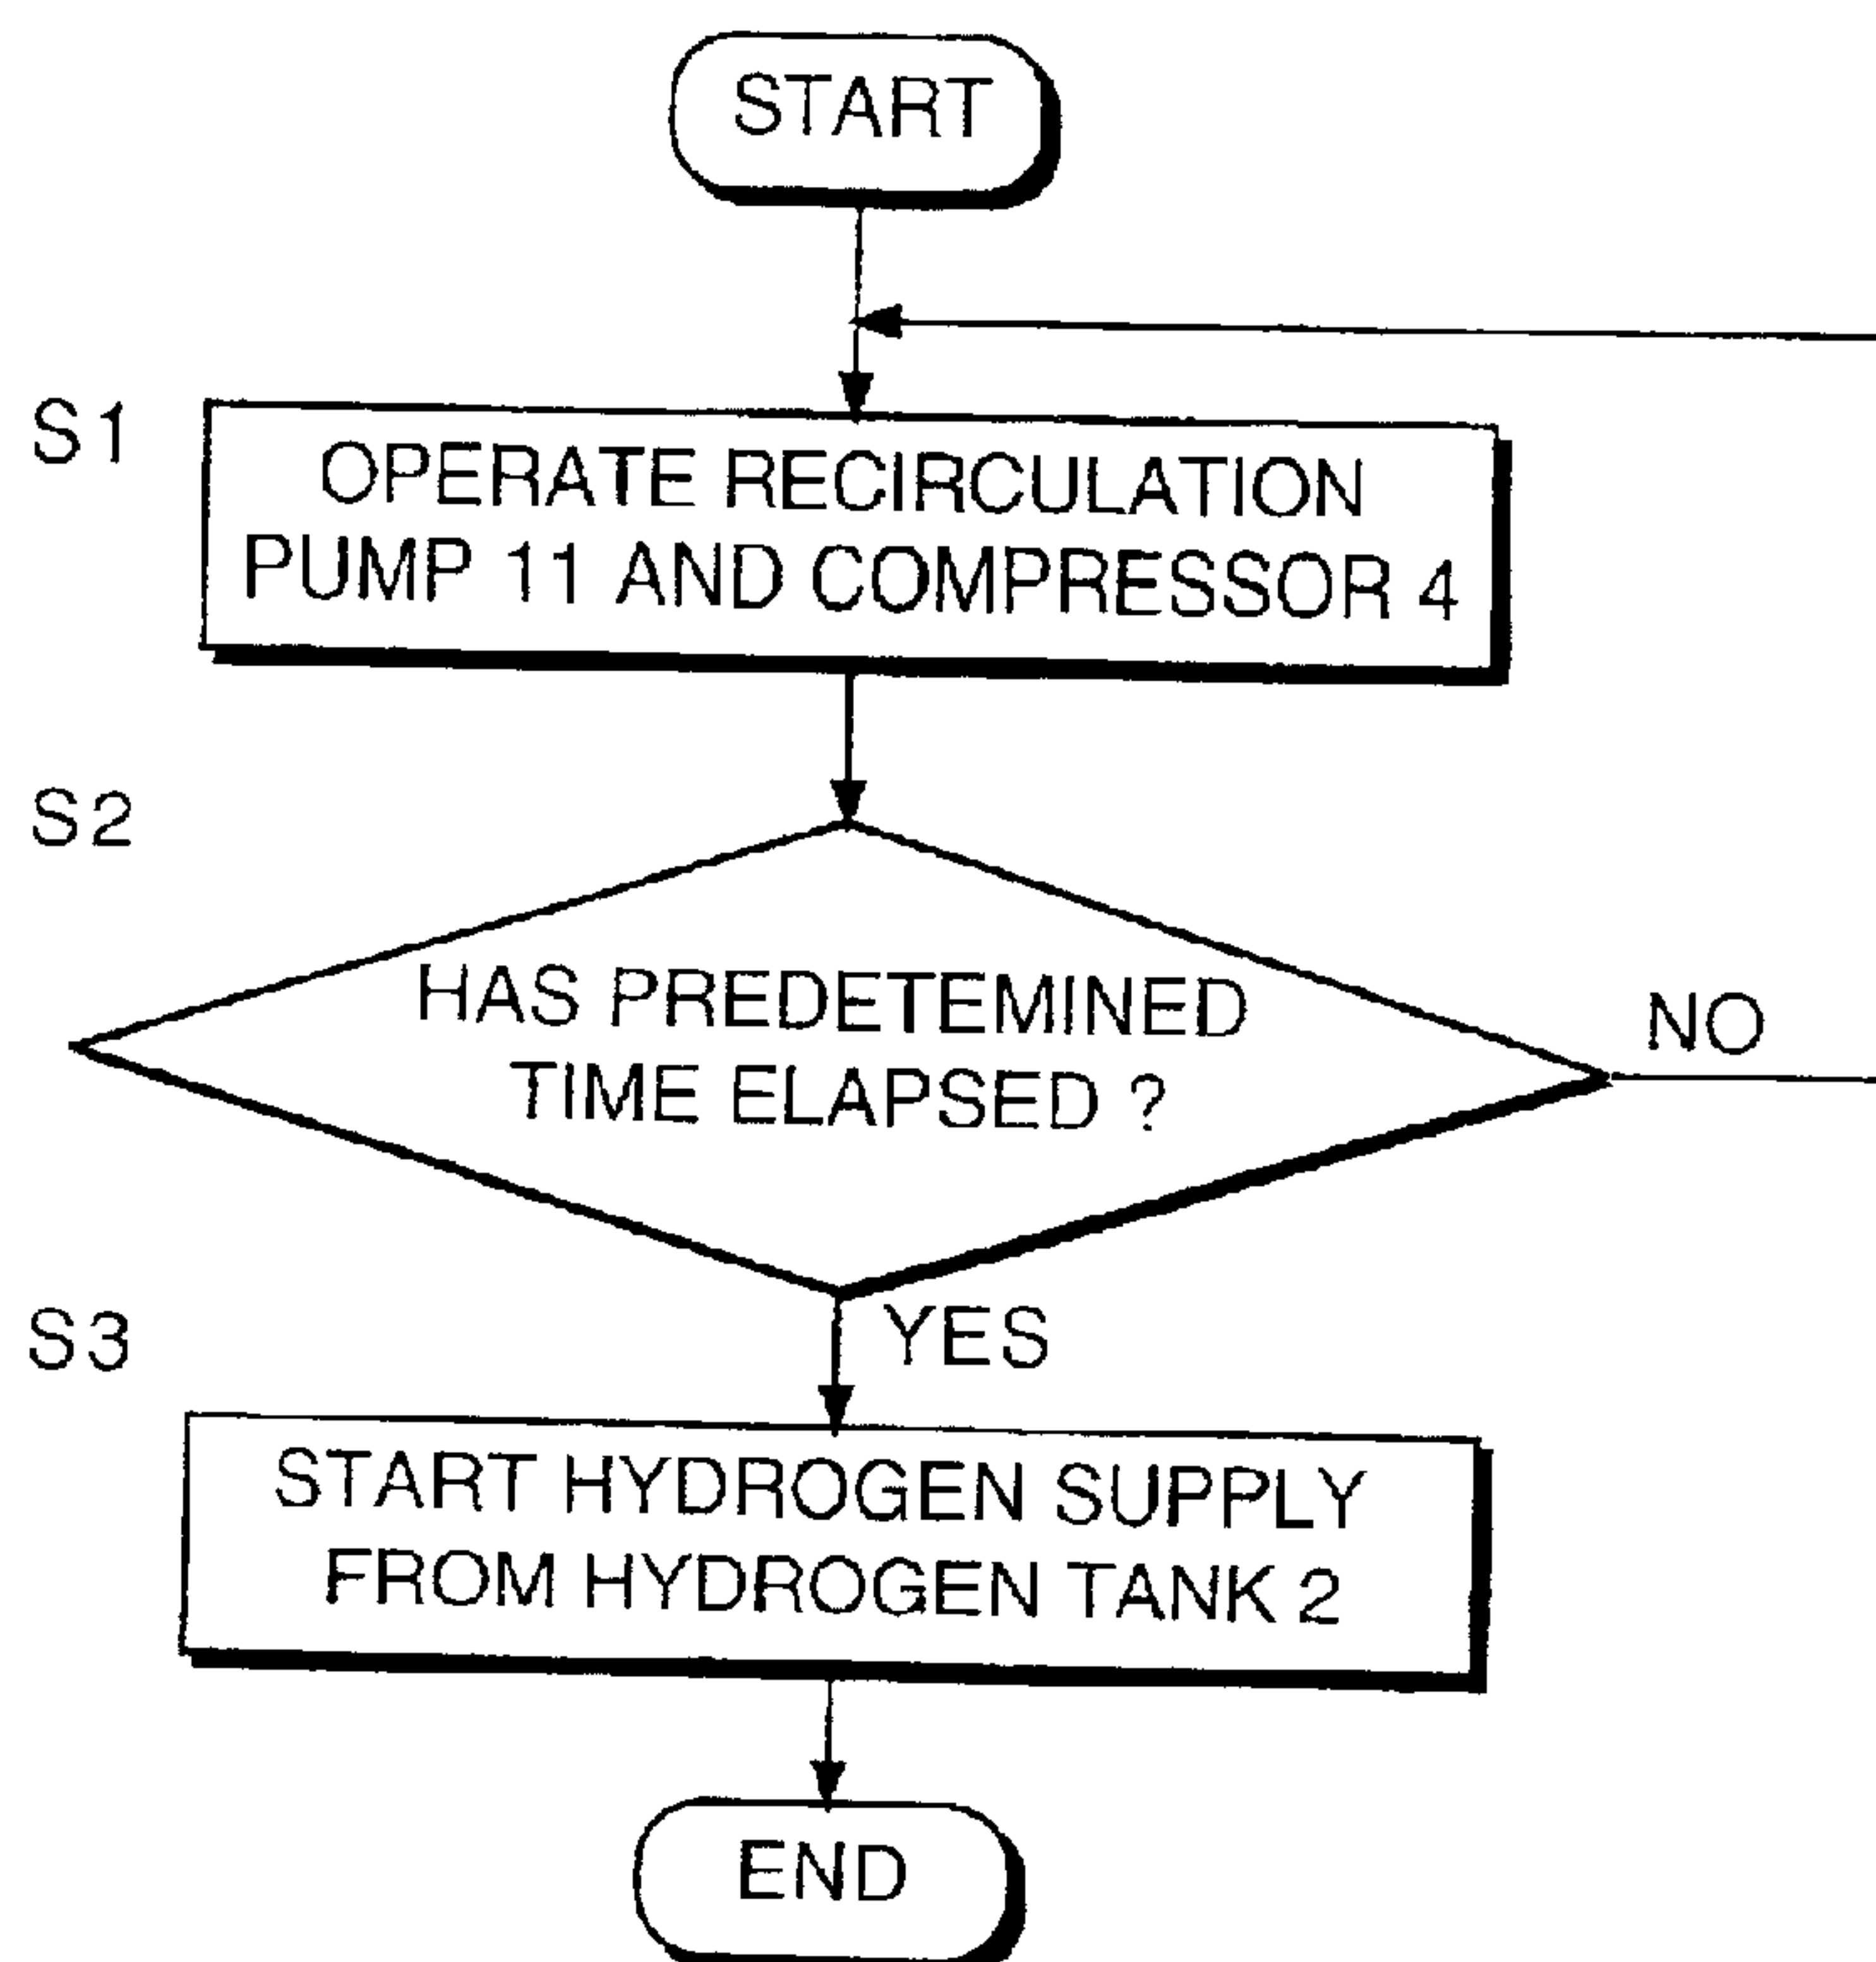 START
S1
OPERATE RECIRCULATION
PUMP 11 AND COMPRESSOR 4
S2
HAS PREDETEMINED
TIME ELAPSED ?
NO
S3
YES
START HYDROGEN SUPPLY
FROM HYDROGEN TANK 2
END